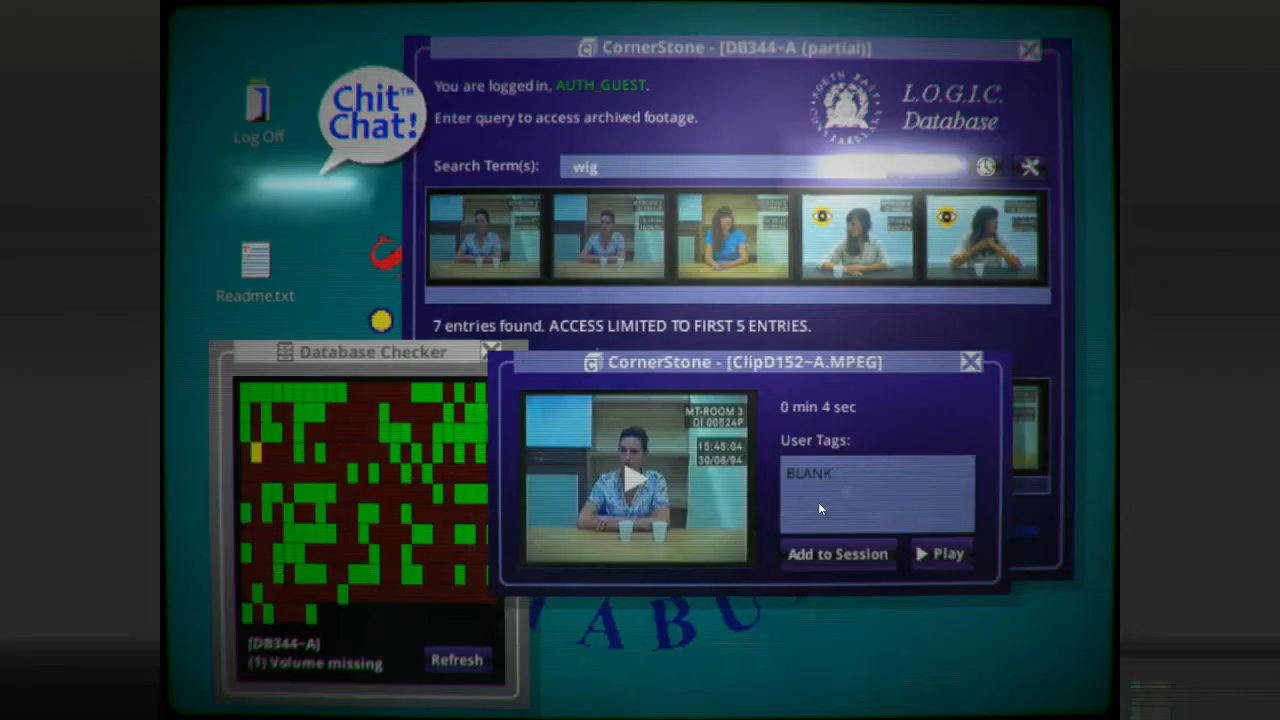 CornerStone - [DB344~A (partial)]
You are logged in, AUTH_GUEST.
Enter query to access archived footage.
L.O.G.I.C.
Database
Chit
Chat!™
Log Off
Search Term(s):
wig
Readme.txt
7 entries found. ACCESS LIMITED TO FIRST 5 ENTRIES.
Database Checker
CornerStone - [ClipD152~A.MPEG]
MT-ROOM 3
15:45:04
30/06/94
0 min 4 sec
User Tags:
BLANK
Add to Session
Play
[DB344~A]
(1) Volume missing
Refresh